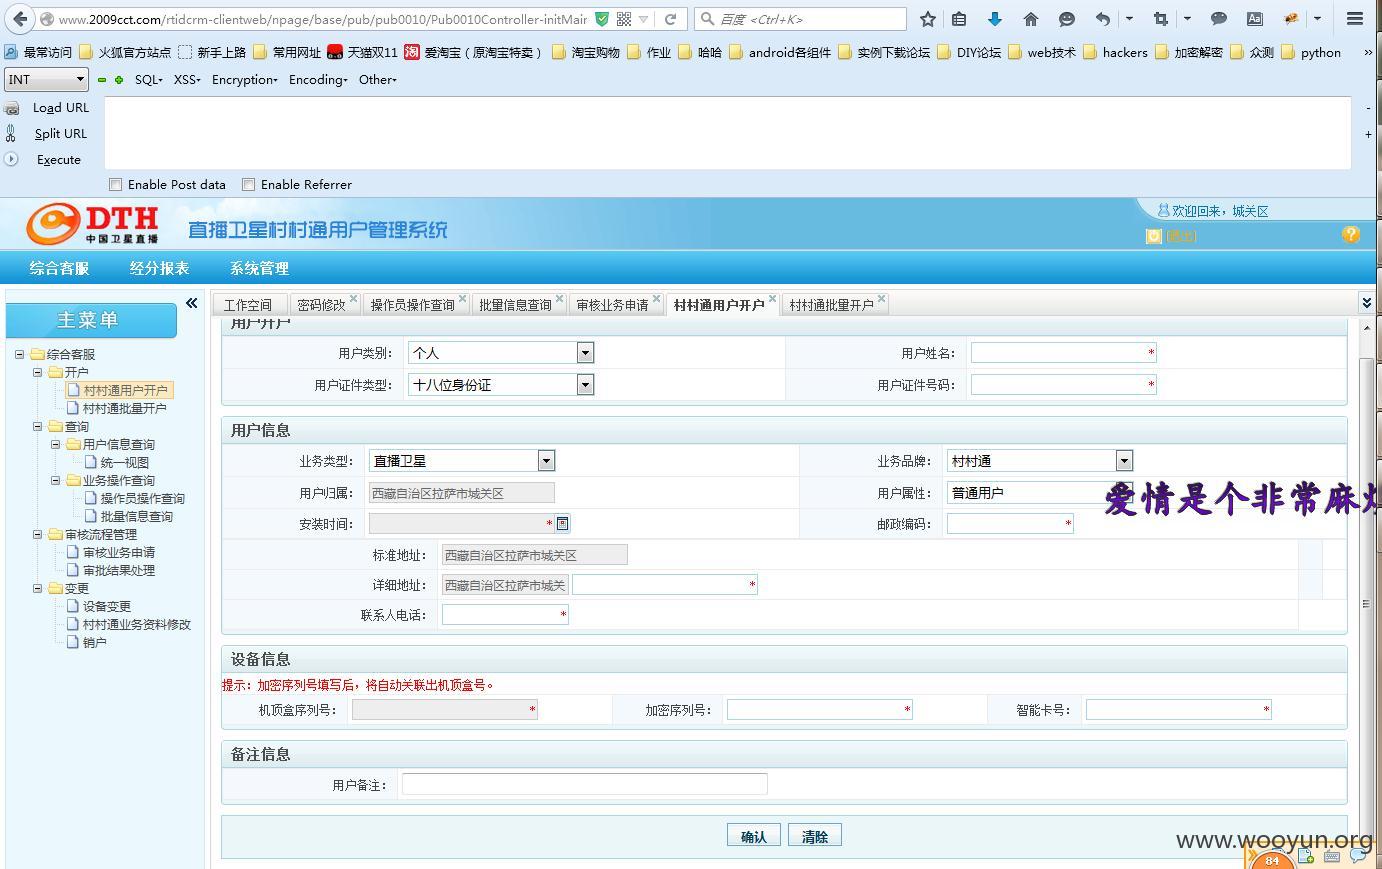 www.2009cct.com/rtidcrm-clientweb/npage/base/pub/pub0010/Pub0010Controller-initMain
百度 <Ctrl+K>
最常访问 火狐官方站点 新手上路 常用网址 天猫双11 爱淘宝（原淘宝特卖） 淘宝购物 作业 哈哈 android各组件 实例下载论坛 DIY论坛 web技术 hackers 加密解密 众测 python »
INT SQL- XSS- Encryption- Encoding- Other-
Load URL
Split URL
Execute
Enable Post data Enable Referrer
DTH
中国卫星直播
直播卫星村村通用户管理系统
欢迎回来，城关区
[退出]
综合客服 经分报表 系统管理
主菜单
综合客服
开户
村村通用户开户
村村通批量开户
查询
用户信息查询
统一视图
业务操作查询
操作员操作查询
批量信息查询
审核流程管理
审核业务申请
审批结果处理
变更
设备变更
村村通业务资料修改
销户
工作空间 密码修改 操作员操作查询 批量信息查询 审核业务申请 村村通用户开户 村村通批量开户
用户开户
用户类别： 个人 用户姓名： *
用户证件类型： 十八位身份证 用户证件号码： *
用户信息
业务类型： 直播卫星 业务品牌： 村村通
用户归属： 西藏自治区拉萨市城关区 用户属性： 普通用户
爱情是个非常麻烦
安装时间： * 邮政编码： *
标准地址： 西藏自治区拉萨市城关区
详细地址： 西藏自治区拉萨市城关 *
联系人电话： *
设备信息
提示：加密序列号填写后，将自动关联出机顶盒号。
机顶盒序列号： * 加密序列号： * 智能卡号： *
备注信息
用户备注：
确认 清除
www.wooyun.org
84